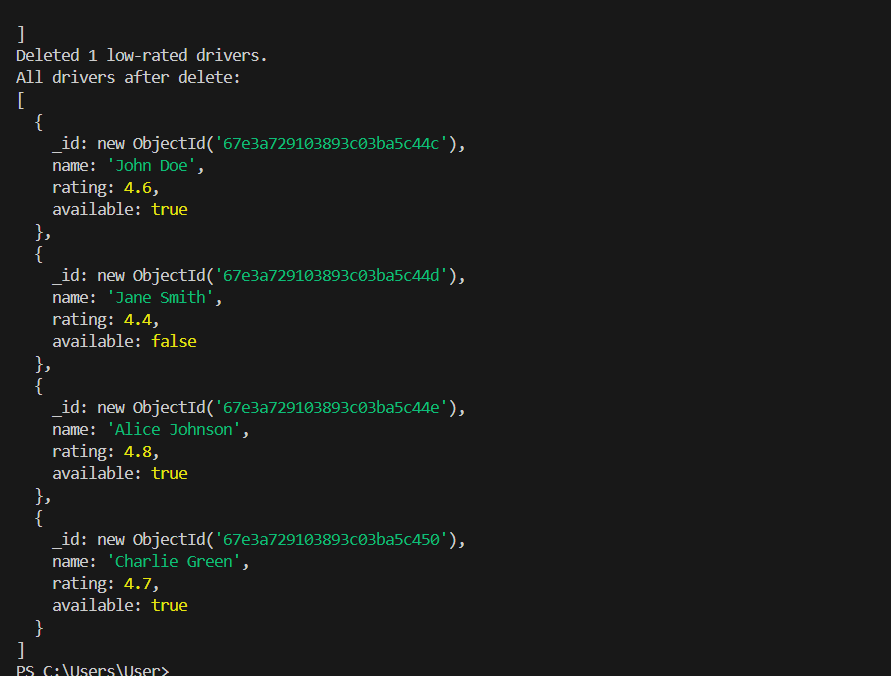 ]
Deleted 1 low-rated drivers.
All drivers after delete:
[
  {
    _id: new ObjectId('67e3a729103893c03ba5c44c'),
    name: 'John Doe',
    rating: 4.6,
    available: true
  },
  {
    _id: new ObjectId('67e3a729103893c03ba5c44d'),
    name: 'Jane Smith',
    rating: 4.4,
    available: false
  },
  {
    _id: new ObjectId('67e3a729103893c03ba5c44e'),
    name: 'Alice Johnson',
    rating: 4.8,
    available: true
  },
  {
    _id: new ObjectId('67e3a729103893c03ba5c450'),
    name: 'Charlie Green',
    rating: 4.7,
    available: true
  }
]
PS C:\Users\User>